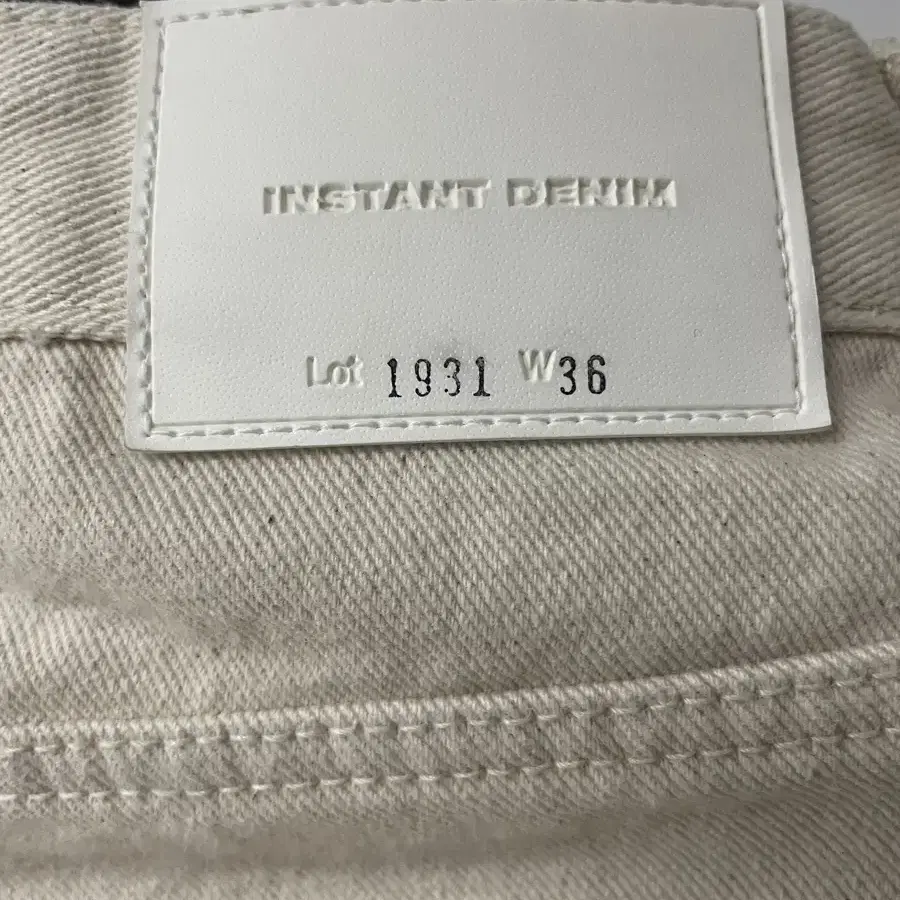 INSTANT DENIM
Lot 1931 W36